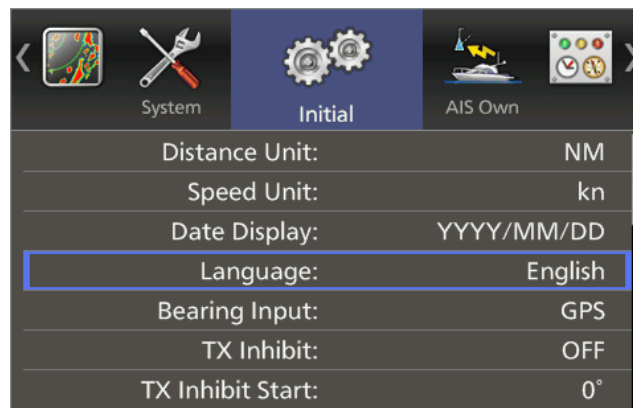 System Initial AIS Own
Distance Unit: NM
Speed Unit: kn
Date Display: YYYY/MM/DD
Language: English
Bearing Input: GPS
TX Inhibit: OFF
TX Inhibit Start: 0°